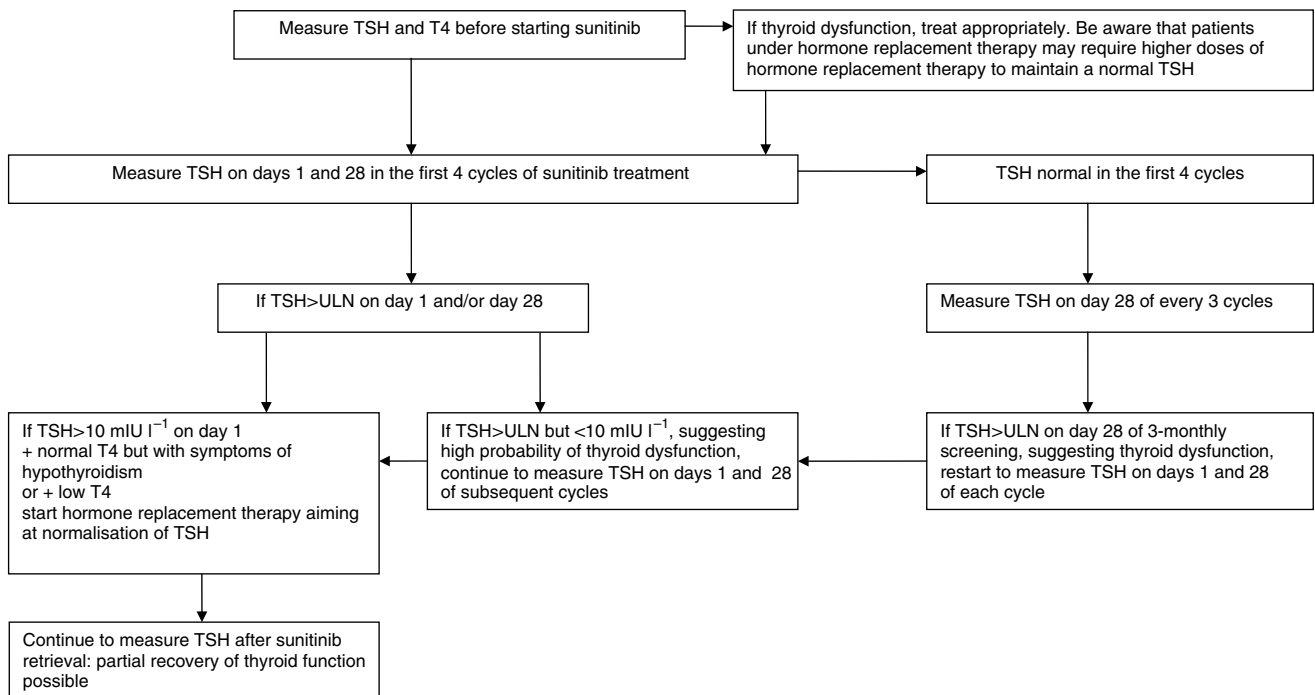 Measure TSH and T4 before starting sunitinib
If thyroid dysfunction, treat appropriately. Be aware that patients
under hormone replacement therapy may require higher doses of
hormone replacement therapy to maintain a normal TSH
Measure TSH on days 1 and 28 in the first 4 cycles of sunitinib treatment
TSH normal in the first 4 cycles
If TSH>ULN on day 1 and/or day 28
Measure TSH on day 28 of every 3 cycles
If TSH>10 mIU l⁻¹ on day 1
+ normal T4 but with symptoms of
hypothyroidism
or + low T4
start hormone replacement therapy aiming
at normalisation of TSH
If TSH>ULN but <10 mIU l⁻¹, suggesting
high probability of thyroid dysfunction,
continue to measure TSH on days 1 and 28
of subsequent cycles
If TSH>ULN on day 28 of 3-monthly
screening, suggesting thyroid dysfunction,
restart to measure TSH on days 1 and 28
of each cycle
Continue to measure TSH after sunitinib
retrieval: partial recovery of thyroid function
possible